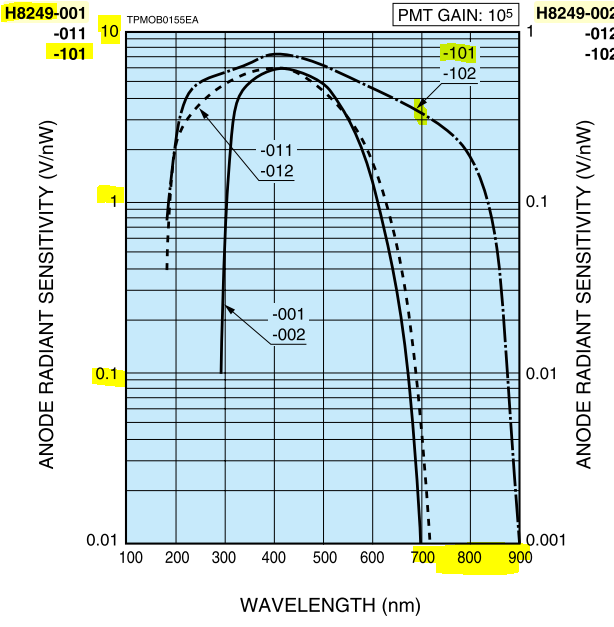 H8249-001
-011
-101
TPMOB0155EA
PMT GAIN: 10⁵
H8249-002
-012
-102
10
1
0.1
0.01
ANODE RADIANT SENSITIVITY (V/nW)
-101
-102
-011
-012
-001
-002
1
0.1
0.01
0.001
ANODE RADIANT SENSITIVITY (V/nW)
100 200 300 400 500 600 700 800 900
WAVELENGTH (nm)